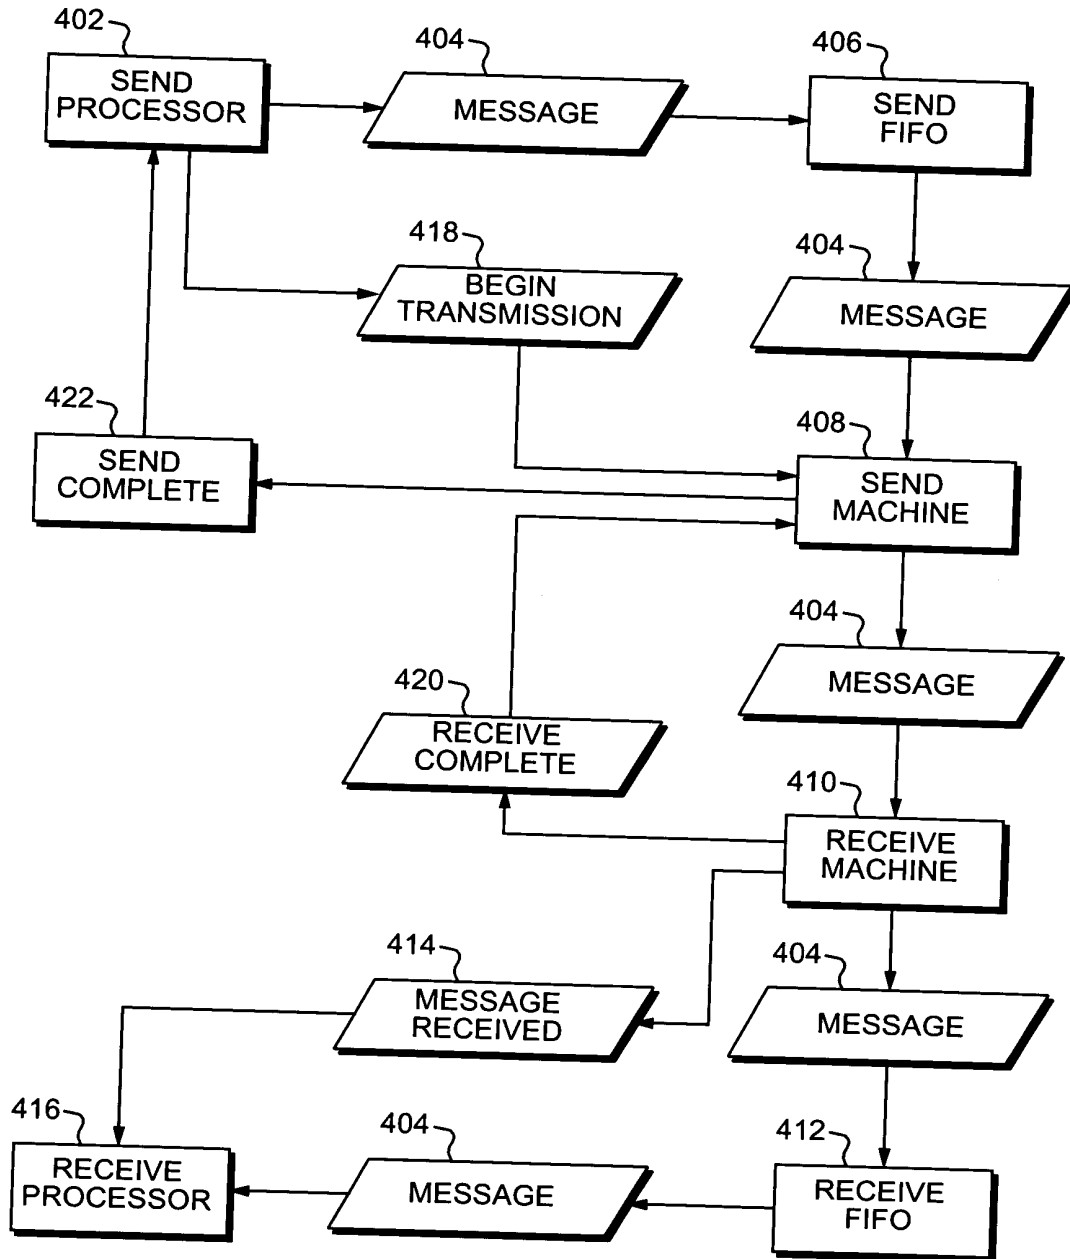 402
SEND
PROCESSOR
404
MESSAGE
406
SEND
FIFO
418
BEGIN
TRANSMISSION
404
MESSAGE
422
SEND
COMPLETE
408
SEND
MACHINE
404
MESSAGE
420
RECEIVE
COMPLETE
410
RECEIVE
MACHINE
414
MESSAGE
RECEIVED
404
MESSAGE
416
RECEIVE
PROCESSOR
404
MESSAGE
412
RECEIVE
FIFO